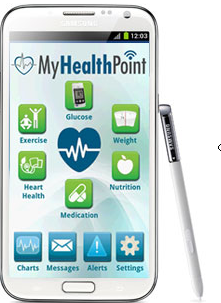 12:03
MyHealthPoint
Glucose
Exercise
Weight
Heart
Health
Nutrition
Medication
Charts
Messages
Alerts
Settings